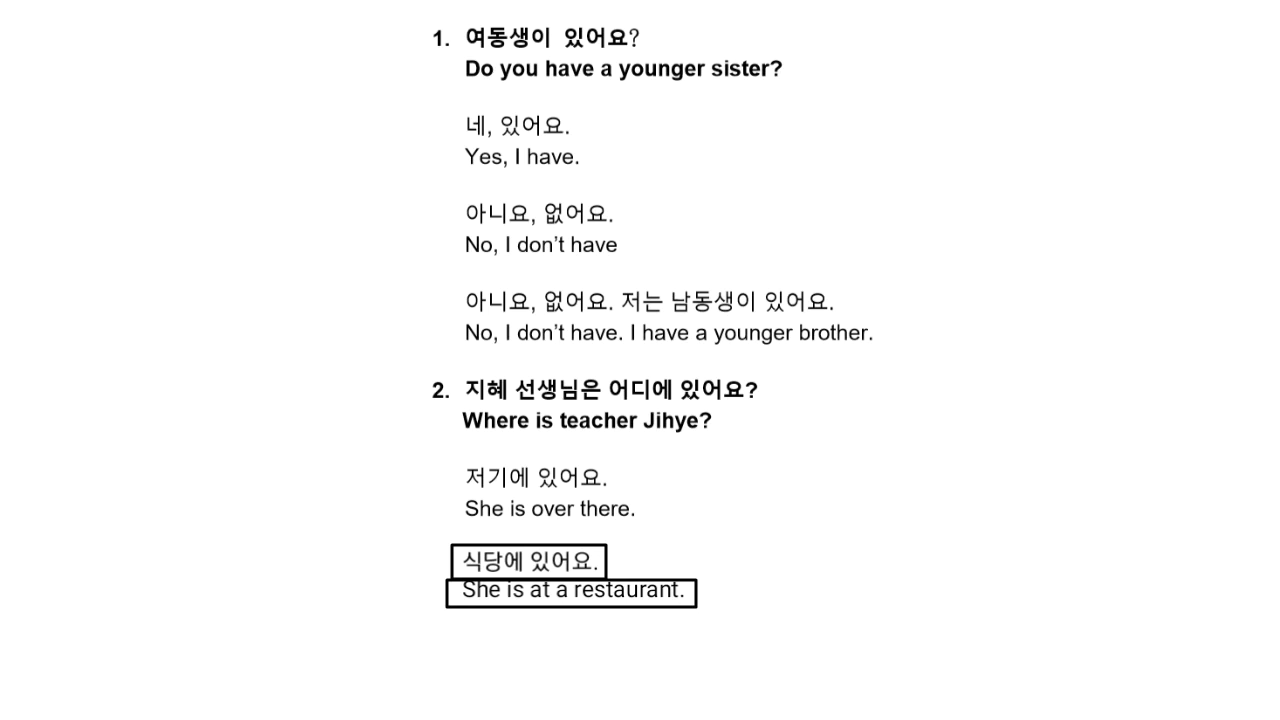 1. 여동생이 있어요?
Do you have a younger sister?
네, 있어요.
Yes, I have.
아니요, 없어요.
No, I don’t have
아니요, 없어요. 저는 남동생이 있어요.
No, I don’t have. I have a younger brother.
2. 지혜 선생님은 어디에 있어요?
Where is teacher Jihye?
저기에 있어요.
She is over there.
식당에 있어요.
She is at a restaurant.